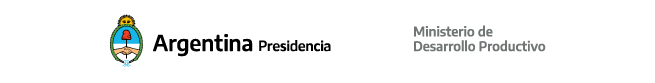 Argentina Presidencia
Ministerio de
Desarrollo Productivo